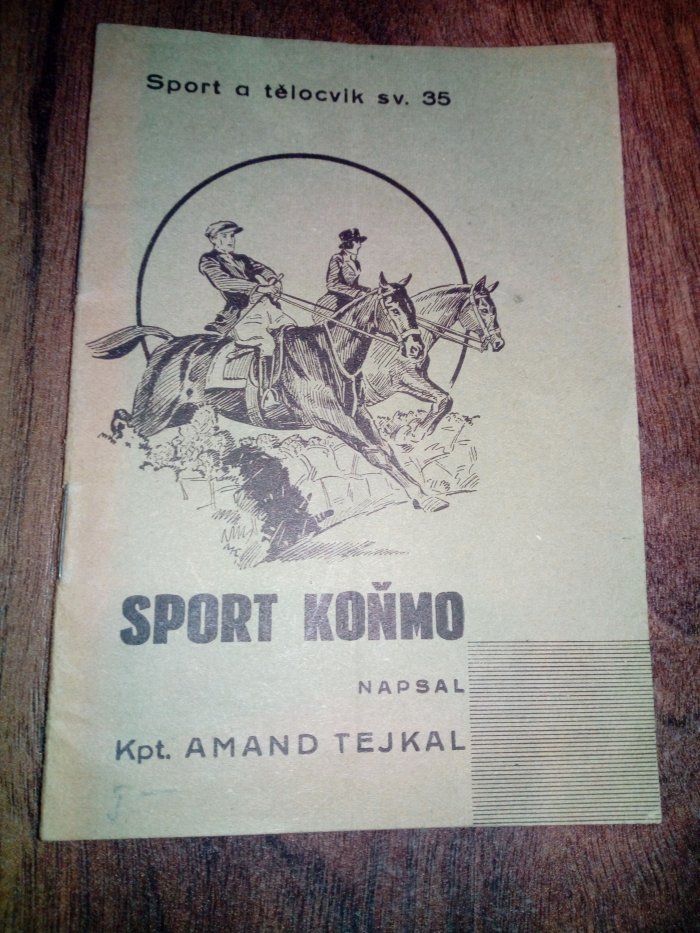 Sport a tělocvik sv. 35
SPORT KOŇMO
NAPSAL
Kpt. AMAND TEJKAL